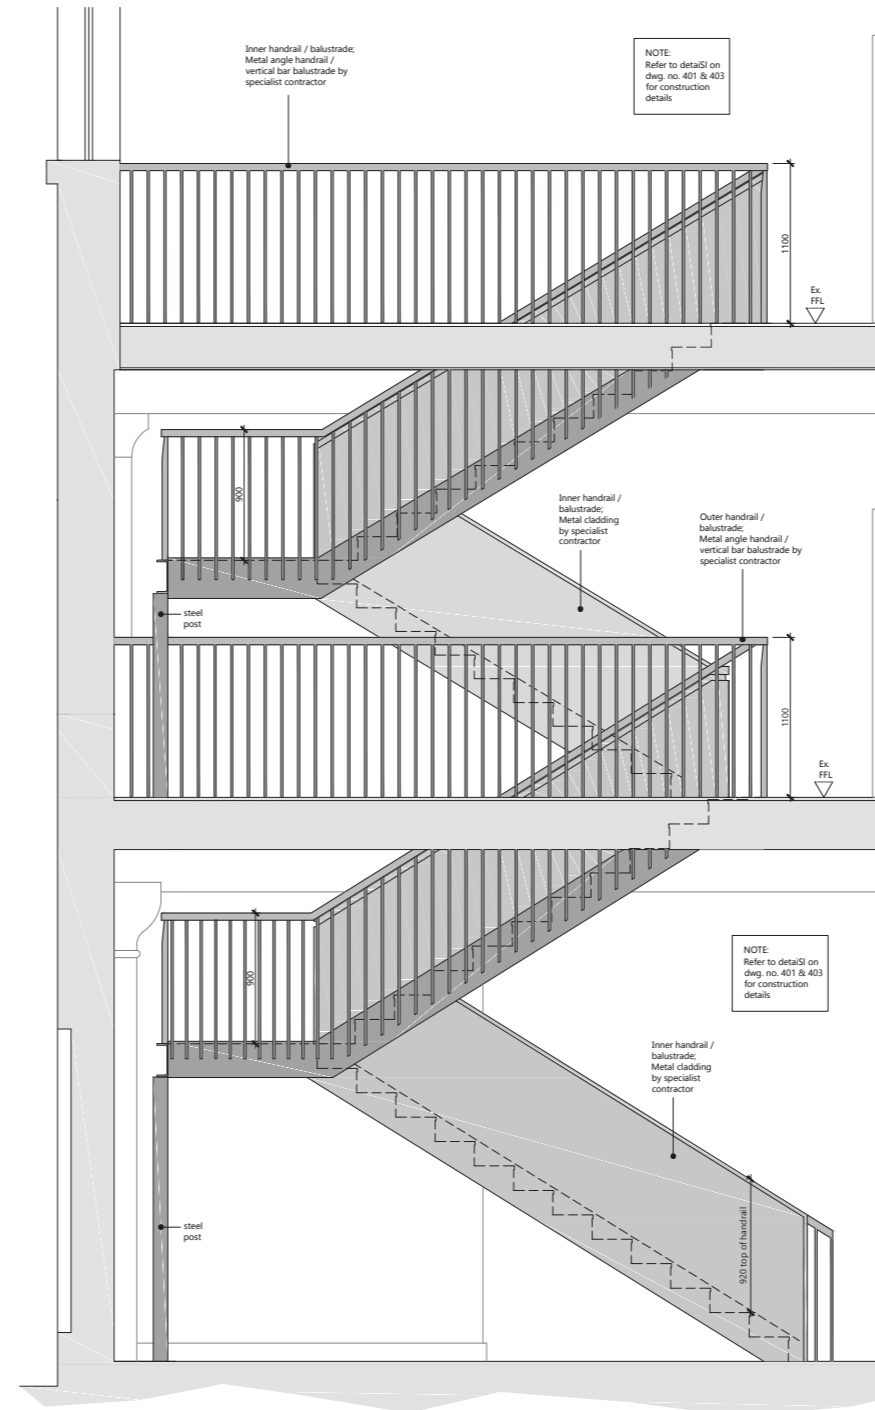 Inner handrail / balustrade;
Metal angle handrail /
vertical bar balustrade by
specialist contractor
NOTE:
Refer to detaiSl on
dwg. no. 401 & 403
for construction
details
1100
Ex.
FFL
900
Inner handrail /
balustrade;
Metal cladding
by specialist
contractor
Outer handrail /
balustrade;
Metal angle handrail /
vertical bar balustrade by
specialist contractor
steel
post
1100
Ex.
FFL
900
NOTE:
Refer to detaiSl on
dwg. no. 401 & 403
for construction
details
Inner handrail /
balustrade;
Metal cladding
by specialist
contractor
920 top of handrail
steel
post